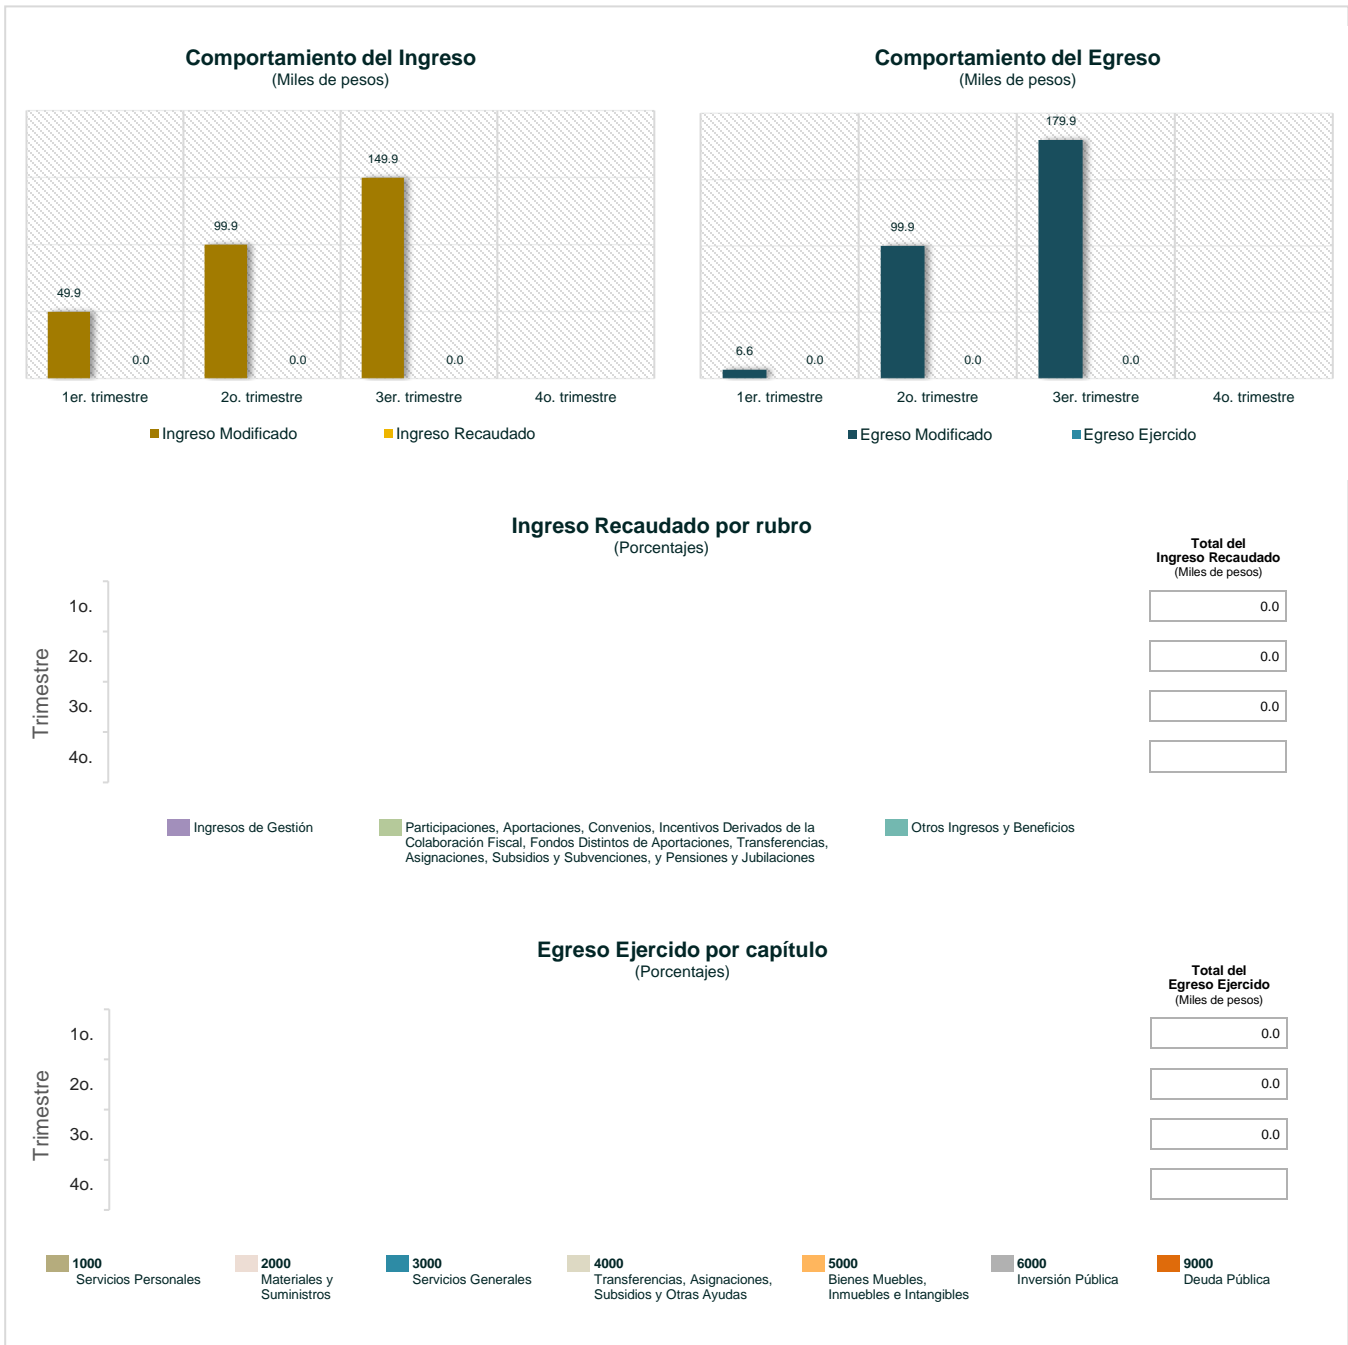 Comportamiento del Ingreso
(Miles de pesos)
149.9
99.9
49.9
0.0
0.0
0.0
1er. trimestre
2o. trimestre
3er. trimestre
4o. trimestre
Ingreso Modificado
Ingreso Recaudado
Comportamiento del Egreso
(Miles de pesos)
179.9
99.9
6.6
0.0
0.0
0.0
1er. trimestre
2o. trimestre
3er. trimestre
4o. trimestre
Egreso Modificado
Egreso Ejercido
Ingreso Recaudado por rubro
(Porcentajes)
Total del
Ingreso Recaudado
(Miles de pesos)
Trimestre
1o.
0.0
2o.
0.0
3o.
0.0
4o.
Ingresos de Gestión
Participaciones, Aportaciones, Convenios, Incentivos Derivados de la
Colaboración Fiscal, Fondos Distintos de Aportaciones, Transferencias,
Asignaciones, Subsidios y Subvenciones, y Pensiones y Jubilaciones
Otros Ingresos y Beneficios
Egreso Ejercido por capítulo
(Porcentajes)
Total del
Egreso Ejercido
(Miles de pesos)
Trimestre
1o.
0.0
2o.
0.0
3o.
0.0
4o.
1000
Servicios Personales
2000
Materiales y
Suministros
3000
Servicios Generales
4000
Transferencias, Asignaciones,
Subsidios y Otras Ayudas
5000
Bienes Muebles,
Inmuebles e Intangibles
6000
Inversión Pública
9000
Deuda Pública